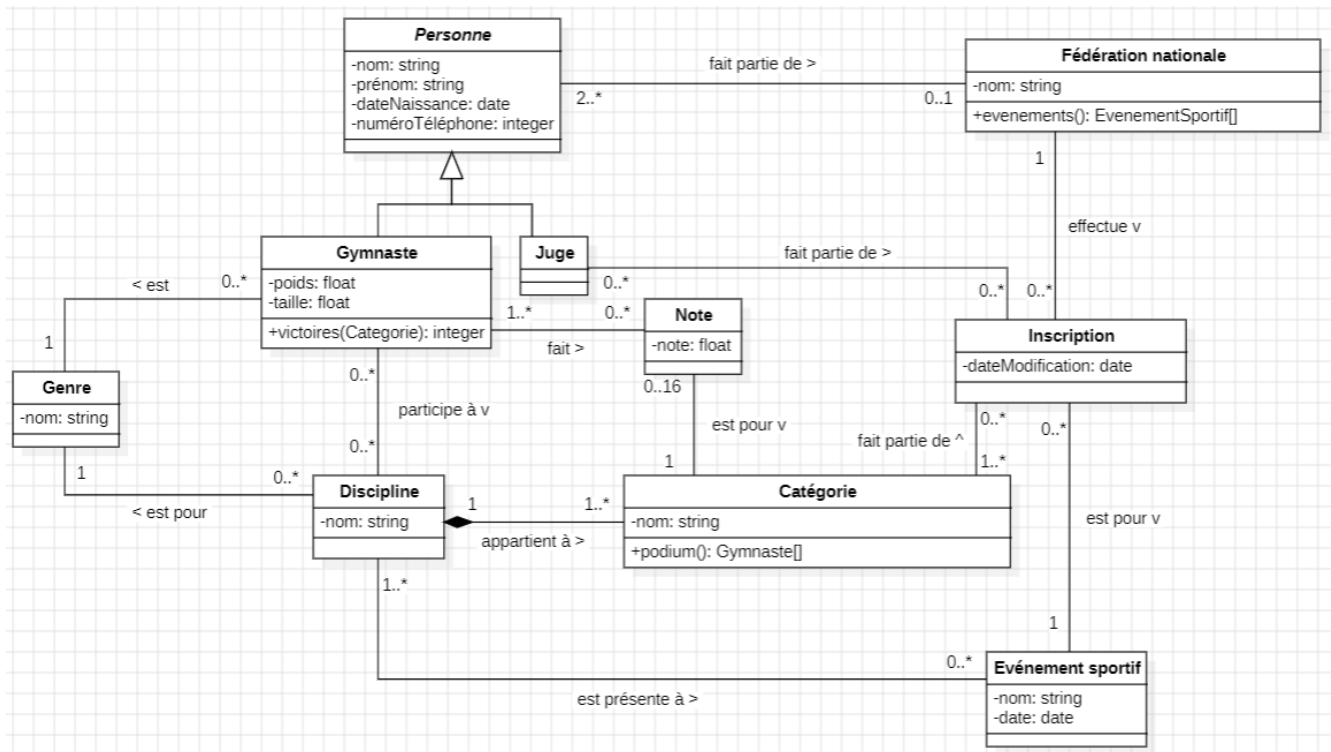 Personne
-nom: string
-prénom: string
-dateNaissance: date
-numéroTéléphone: integer
fait partie de >
2..*
0..1
Fédération nationale
-nom: string
+evenements(): EvenementSportif[]
1
effectue v
0..*
Gymnaste
-poids: float
-taille: float
+victoires(Categorie): integer
Juge
fait partie de >
0..*
0..*
< est
0..*
1
1..*
0..*
fait >
Note
-note: float
0..16
est pour v
1
Inscription
-dateModification: date
0..*
fait partie de ^
1..*
0..*
est pour v
1
Genre
-nom: string
1
0..*
< est pour
0..*
participe à v
0..*
Discipline
-nom: string
1
1..*
appartient à >
Catégorie
-nom: string
+podium(): Gymnaste[]
1..*
0..*
est présente à >
Evénement sportif
-nom: string
-date: date